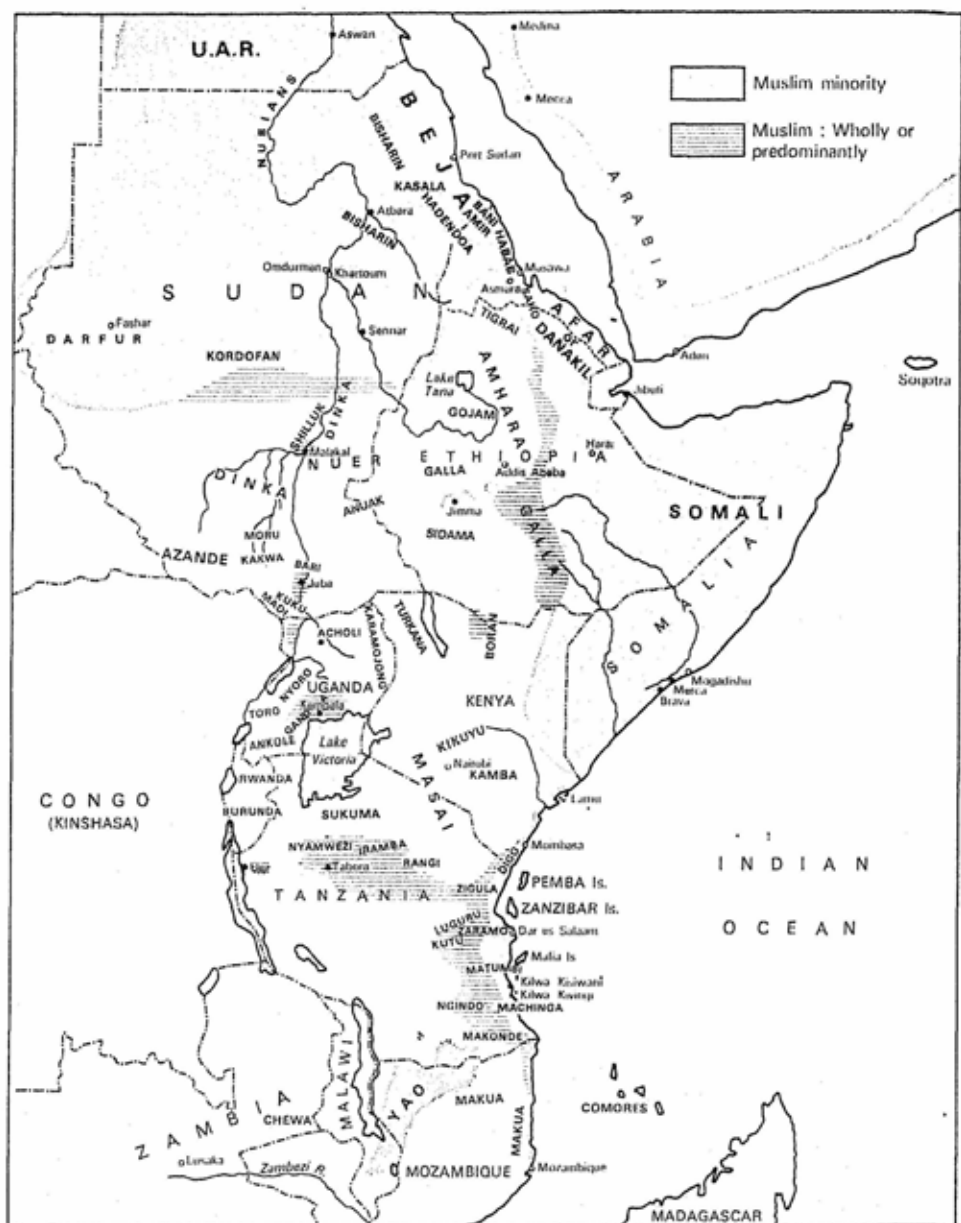 Aswan
Medina
U.A.R.
Muslim minority
NUBIANS
BEJA
Mecca
Muslim : Wholly or
predominantly
BISHARIN
Port Sudan
ARABIA
KASALA
HADENDOA
AMIR
BANI
HABAB
Atbara
BISHARIN
Omdurman
Khartoum
Masawa
Asmara
SAHO
SUDAN
AFAR
OR
DANAKIL
TIGRAI
Fashar
DARFUR
Sennar
Aden
Soqotra
KORDOFAN
AMHARA
Lake
Tana
GOJAM
Jibuti
DINKA
SHILLUK
Malakal
NUER
ETHIOPIA
Harar
GALLA
Addis Ababa
DINKA
ANUAK
Jimma
GALLA
SOMALI
SIDAMA
MORU
KAKWA
AZANDE
BARI
Juba
SOMALIA
KUKU
MADI
ACHOLI
KARAMOJONG
TURKANA
BORAN
NYORO
UGANDA
KENYA
Mogadishu
Merca
Brava
TORO
Kampala
GANDA
ANKOLE
Lake
Victoria
MASAI
KIKUYU
Nairobi
KAMBA
RWANDA
Lamu
CONGO
(KINSHASA)
BURUNDA
SUKUMA
NYAMWEZI
IRAMBA
RANGI
DIGO
Mombasa
INDIAN
Tabora
TANZANIA
ZIGULA
PEMBA Is.
ZANZIBAR Is.
OCEAN
LUGURU
ZARAMO
Dar es Salaam
KUTU
Mafia Is
MATUMBI
Kilwa Kisiwani
NGINDO
MACHINGA
MAKONDE
MALAWI
YAO
MAKUA
COMORES
ZAMBIA
CHEWA
MAKUA
Lusaka
Zambezi R.
MOZAMBIQUE
Mozambique
MADAGASCAR